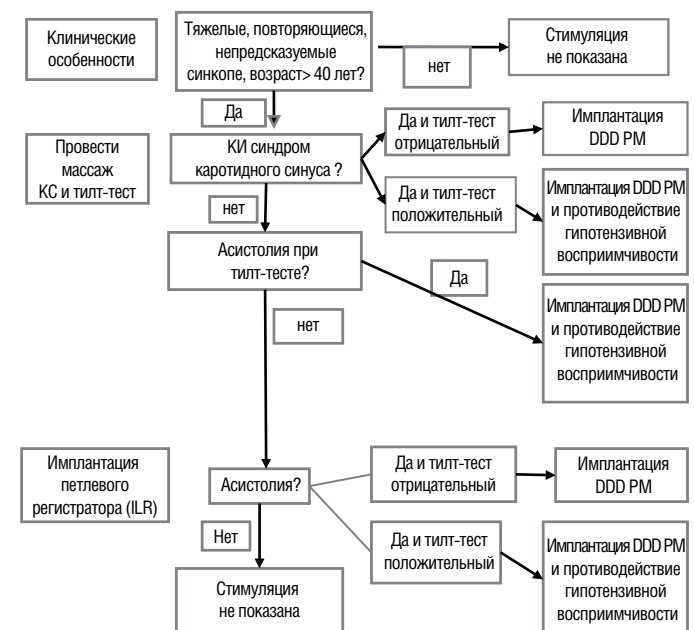 Клинические
особенности
Тяжелые, повторяющиеся,
непредсказуемые
синкопе, возраст> 40 лет?
нет
Стимуляция
не показана
Да
Провести
массаж
КС и тилт-тест
КИ синдром
каротидного синуса ?
Да и тилт-тест
отрицательный
Имплантация
DDD PM
Да и тилт-тест
положительный
Имплантация DDD PM
и противодействие
гипотензивной
восприимчивости
нет
Асистолия при
тилт-тесте?
Да
Имплантация DDD PM
и противодействие
гипотензивной
восприимчивости
нет
Имплантация
петлевого
регистратора (ILR)
Асистолия?
Да и тилт-тест
отрицательный
Имплантация
DDD PM
Да и тилт-тест
положительный
Имплантация DDD PM
и противодействие
гипотензивной
восприимчивости
Нет
Стимуляция
не показана